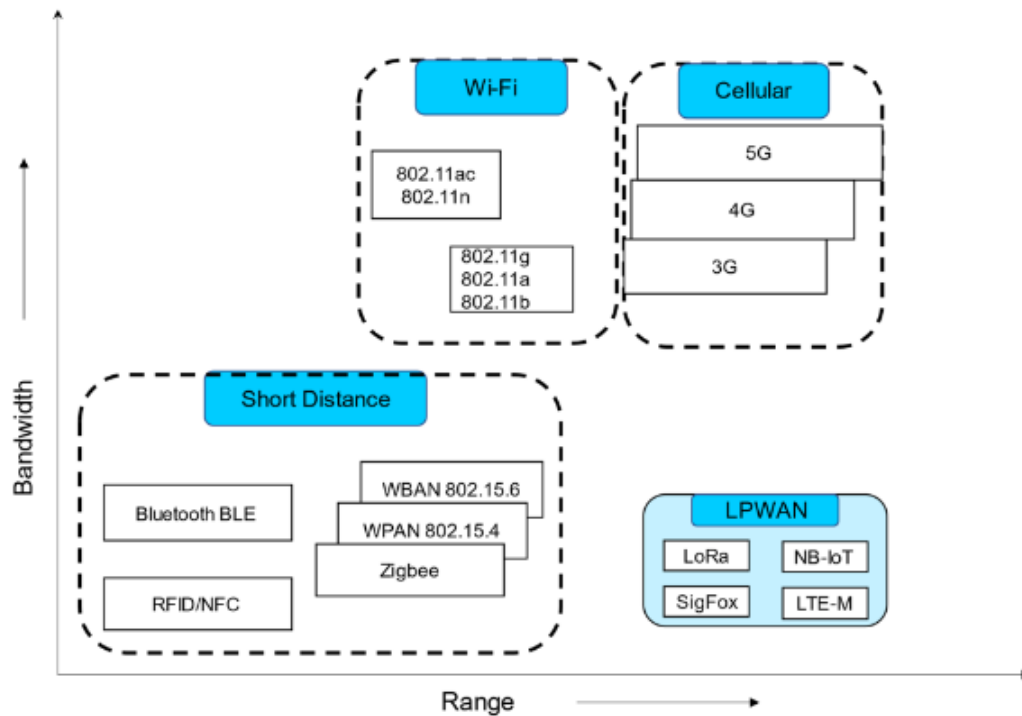 Wi-Fi
Cellular
802.11ac
802.11n
5G
4G
3G
802.11g
802.11a
802.11b
Bandwidth
Short Distance
Bluetooth BLE
WBAN 802.15.6
WPAN 802.15.4
Zigbee
RFID/NFC
LPWAN
LoRa
NB-IoT
SigFox
LTE-M
Range